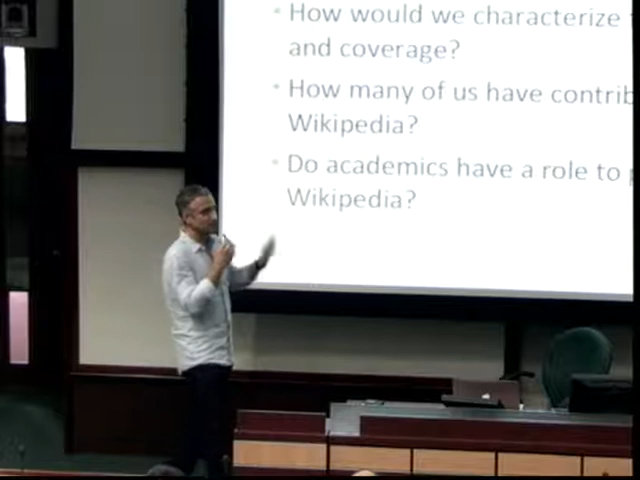 • How would we characterize
and coverage?
• How many of us have contrib
Wikipedia?
• Do academics have a role to
Wikipedia?